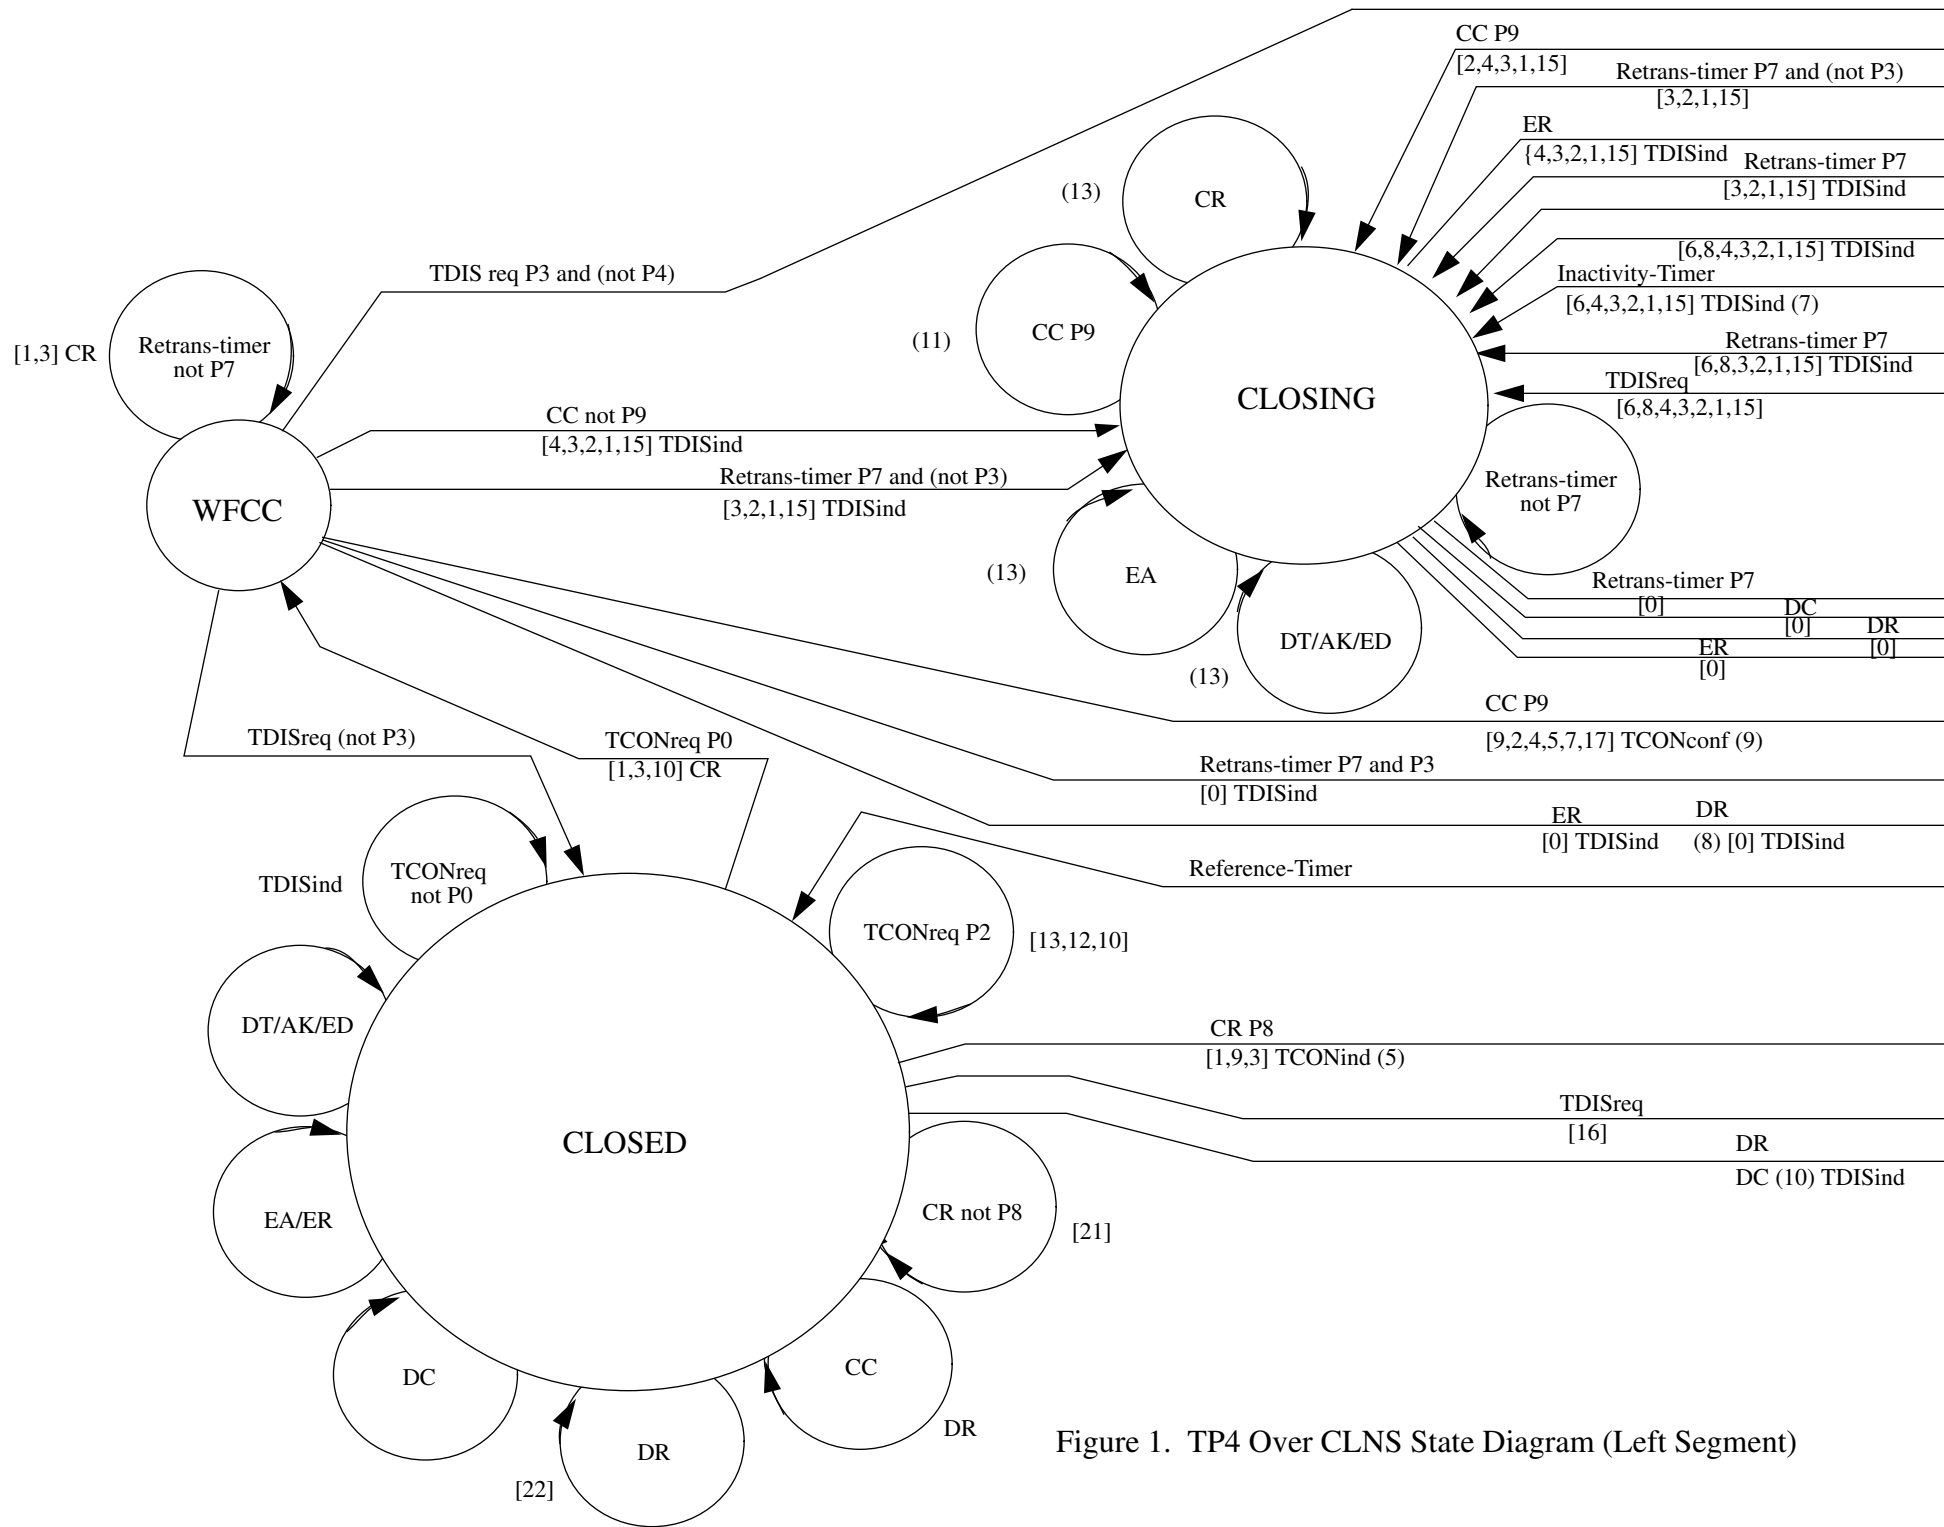 CC P9
[2,4,3,1,15]
Retrans-timer P7 and (not P3)
[3,2,1,15]
ER
{4,3,2,1,15] TDISind
Retrans-timer P7
[3,2,1,15] TDISind
[6,8,4,3,2,1,15] TDISind
Inactivity-Timer
[6,4,3,2,1,15] TDISind (7)
Retrans-timer P7
[6,8,3,2,1,15] TDISind
TDISreq
[6,8,4,3,2,1,15]
(13)
CR
(11)
CC P9
CLOSING
Retrans-timer
not P7
(13)
EA
(13)
DT/AK/ED
TDIS req P3 and (not P4)
[1,3] CR
Retrans-timer
not P7
CC not P9
[4,3,2,1,15] TDISind
Retrans-timer P7 and (not P3)
[3,2,1,15] TDISind
WFCC
Retrans-timer P7
[0]
DC
[0]
DR
[0]
ER
[0]
CC P9
[9,2,4,5,7,17] TCONconf (9)
TDISreq (not P3)
TCONreq P0
[1,3,10] CR
Retrans-timer P7 and P3
[0] TDISind
ER
[0] TDISind
DR
(8) [0] TDISind
Reference-Timer
TDISind
TCONreq
not P0
TCONreq P2
[13,12,10]
DT/AK/ED
CR P8
[1,9,3] TCONind (5)
TDISreq
[16]
DR
DC (10) TDISind
CLOSED
EA/ER
CR not P8
[21]
DC
CC
DR
DR
[22]
Figure 1. TP4 Over CLNS State Diagram (Left Segment)